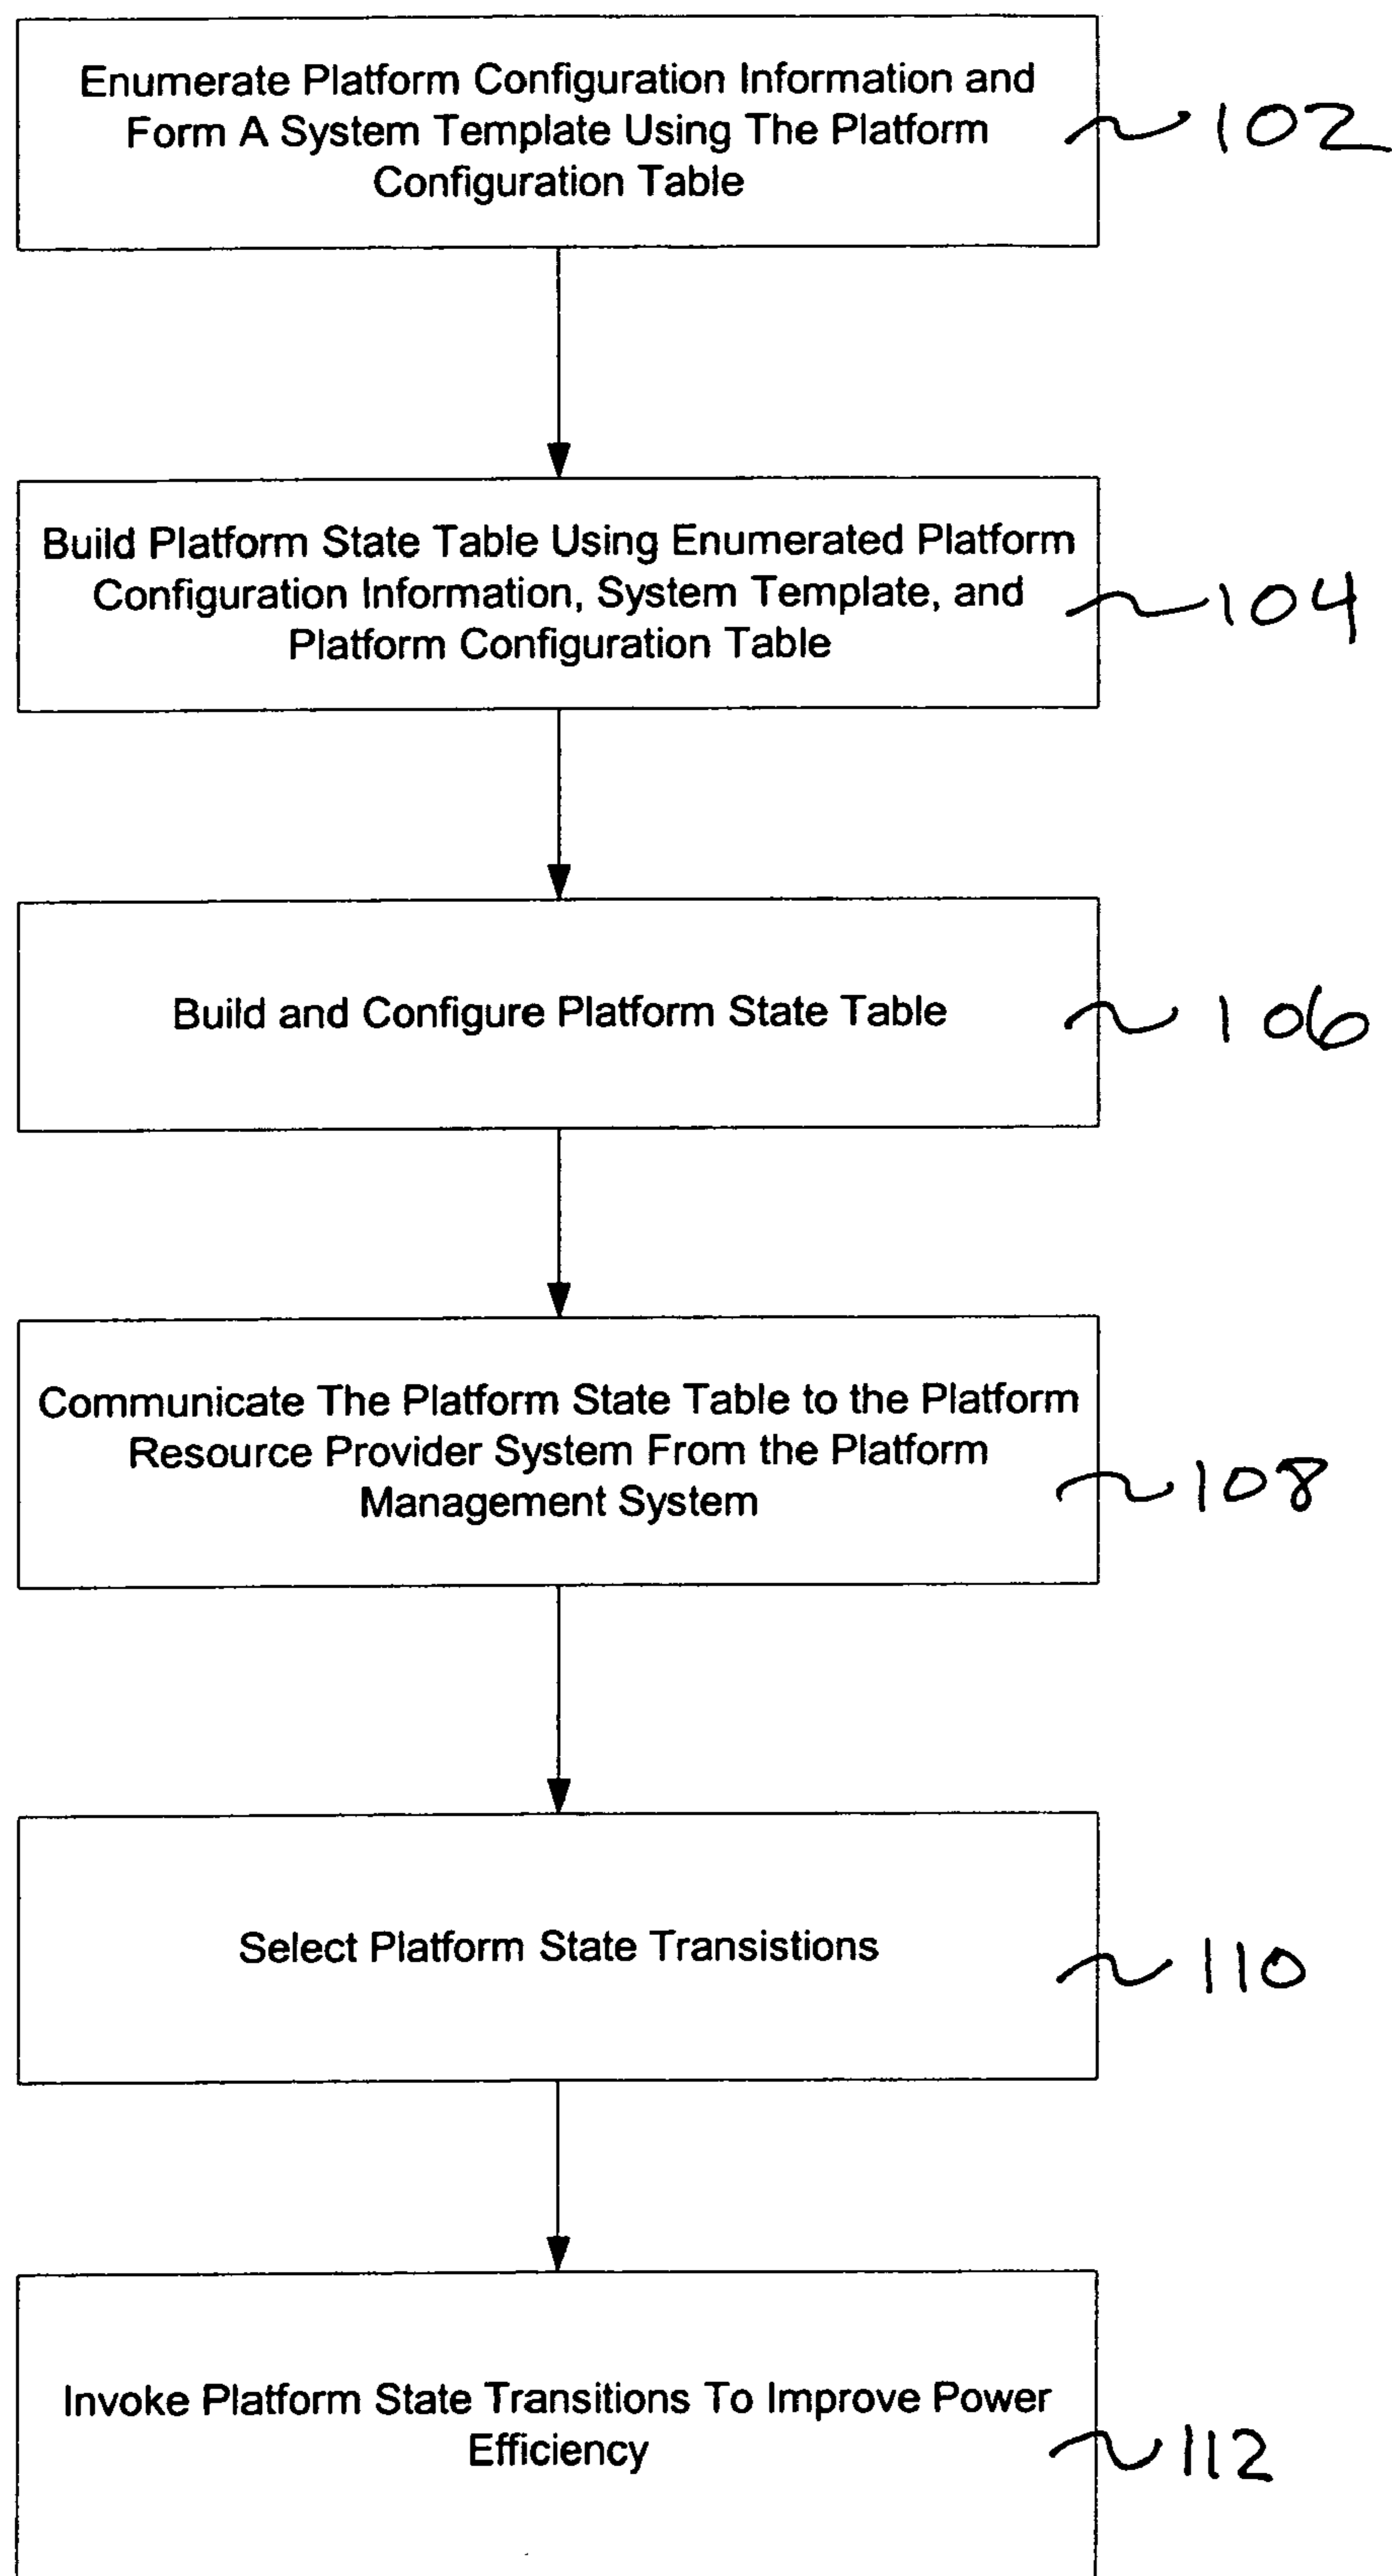 Enumerate Platform Configuration Information and
Form A System Template Using The Platform
Configuration Table
102
Build Platform State Table Using Enumerated Platform
Configuration Information, System Template, and
Platform Configuration Table
104
Build and Configure Platform State Table
106
Communicate The Platform State Table to the Platform
Resource Provider System From the Platform
Management System
108
Select Platform State Transistions
110
Invoke Platform State Transitions To Improve Power
Efficiency
112